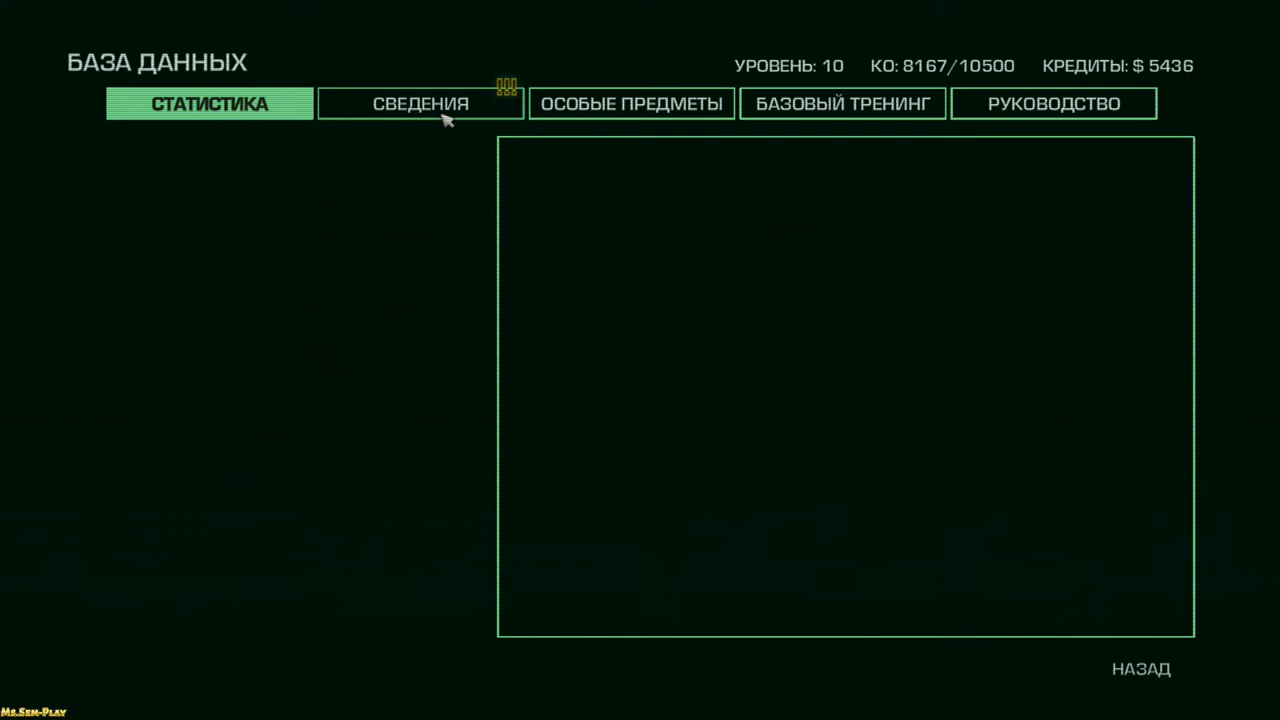 БАЗА ДАННЫХ
УРОВЕНЬ: 10 КО: 8167/10500 КРЕДИТЫ: $ 5436
СТАТИСТИКА СВЕДЕНИЯ !!! ОСОБЫЕ ПРЕДМЕТЫ БАЗОВЫЙ ТРЕНИНГ РУКОВОДСТВО
НАЗАД
Ms.Sem-Play